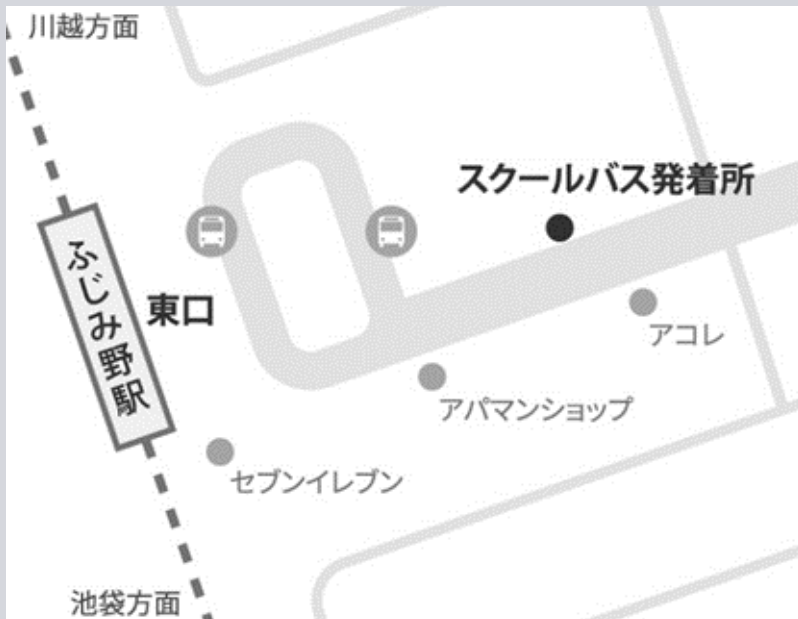 川越方面
スクールバス発着所
ふじみ野駅
東口
アコレ
アパマンショップ
セブンイレブン
池袋方面